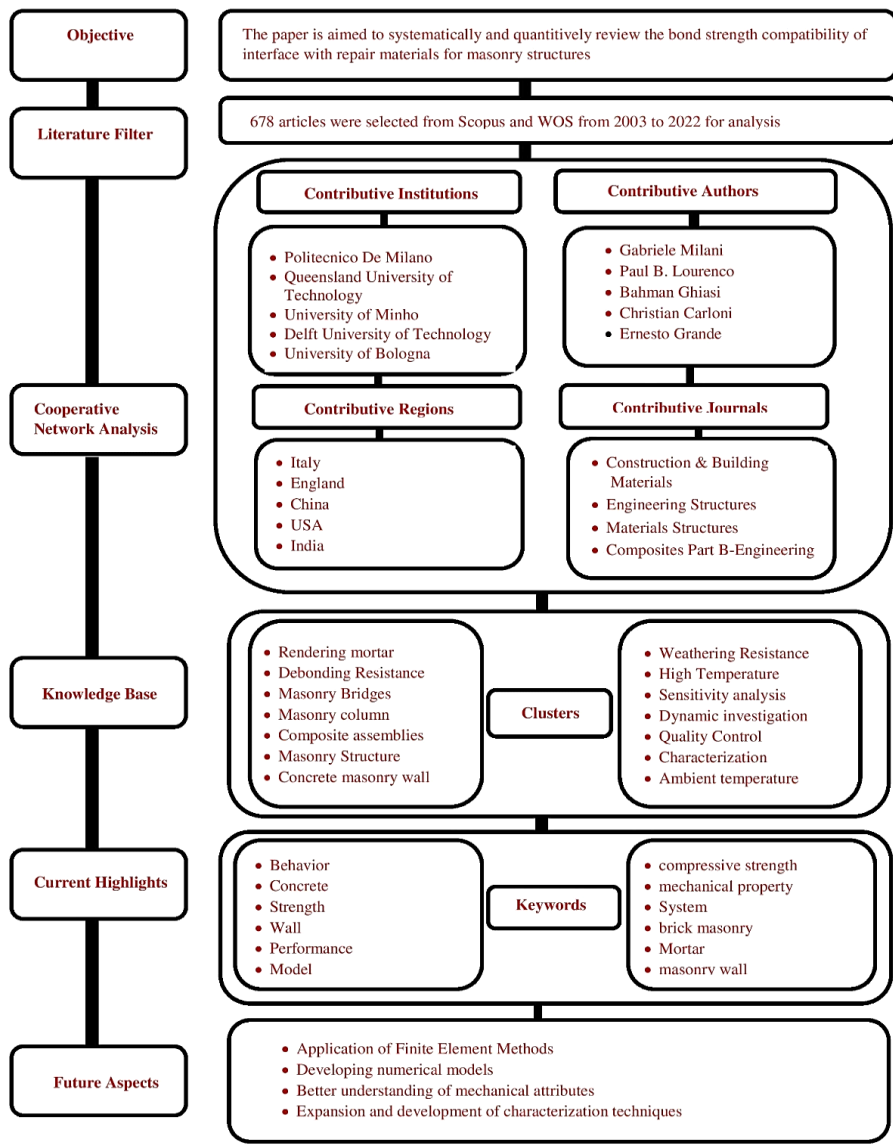 Objective
The paper is aimed to systematically and quantitively review the bond strength compatibility of
interface with repair materials for masonry structures
Literature Filter
678 articles were selected from Scopus and WOS from 2003 to 2022 for analysis
Cooperative
Network Analysis
Contributive Institutions
Politecnico De Milano
Queensland University of
Technology
University of Minho
Delft University of Technology
University of Bologna
Contributive Authors
Gabriele Milani
Paul B. Lourenco
Bahman Ghiasi
Christian Carloni
Ernesto Grande
Contributive Regions
Italy
England
China
USA
India
Contributive Journals
Construction & Building
Materials
Engineering Structures
Materials Structures
Composites Part B-Engineering
Knowledge Base
Rendering mortar
Debonding Resistance
Masonry Bridges
Masonry column
Composite assemblies
Masonry Structure
Concrete masonry wall
Clusters
Weathering Resistance
High Temperature
Sensitivity analysis
Dynamic investigation
Quality Control
Characterization
Ambient temperature
Current Highlights
Behavior
Concrete
Strength
Wall
Performance
Model
Keywords
compressive strength
mechanical property
System
brick masonry
Mortar
masonry wall
Future Aspects
Application of Finite Element Methods
Developing numerical models
Better understanding of mechanical attributes
Expansion and development of characterization techniques